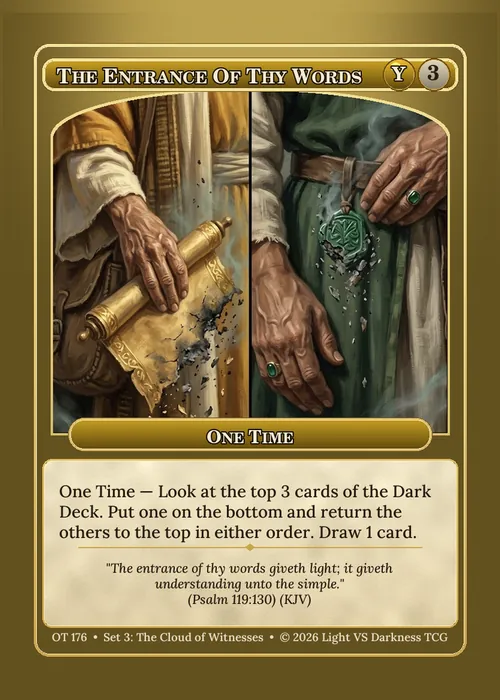 The Entrance Of Thy Words Y 3
One Time
One Time — Look at the top 3 cards of the Dark
Deck. Put one on the bottom and return the
others to the top in either order. Draw 1 card.
"The entrance of thy words giveth light; it giveth
understanding unto the simple."
(Psalm 119:130) (KJV)
OT 176 • Set 3: The Cloud of Witnesses • © 2026 Light VS Darkness TCG